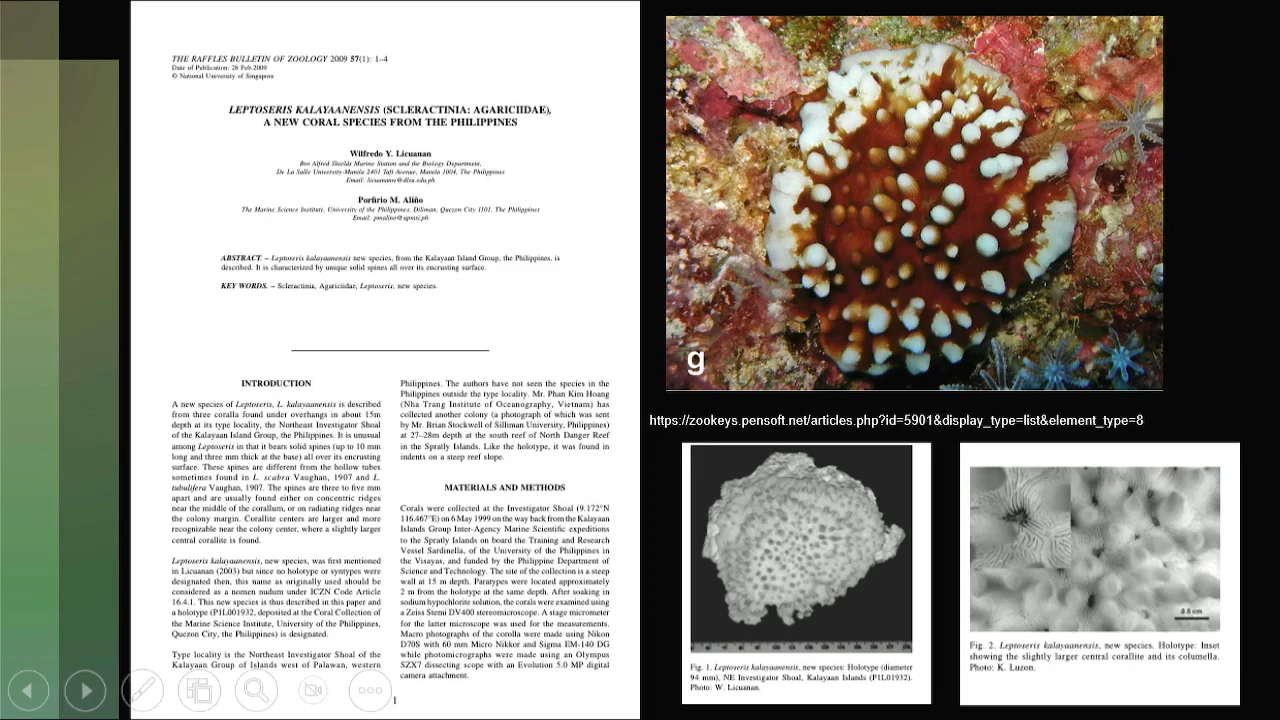 THE RAFFLES BULLETIN OF ZOOLOGY 2009 57(1): 1–4
Date of Publication: 28 Feb.2009
© National University of Singapore
LEPTOSERIS KALAYAANENSIS (SCLERACTINIA: AGARICIIDAE),
A NEW CORAL SPECIES FROM THE PHILIPPINES
Wilfredo Y. Licuanan
Bro Alfred Shields Marine Station and the Biology Department,
De La Salle University-Manila 2401 Taft Avenue, Manila 1004, The Philippines
Email: licuananw@dlsu.edu.ph
Porfirio M. Aliño
The Marine Science Institute, University of the Philippines, Diliman, Quezon City 1101, The Philippines
Email: pmalino@upmsi.ph
ABSTRACT. – Leptoseris kalayaanensis new species, from the Kalayaan Island Group, the Philippines, is
described. It is characterized by unique solid spines all over its encrusting surface.
KEY WORDS. – Scleractinia, Agariciidae, Leptoseris, new species.
INTRODUCTION
A new species of Leptoseris, L. kalayaanensis is described
from three coralla found under overhangs in about 15m
depth at its type locality, the Northeast Investigator Shoal
of the Kalayaan Island Group, the Philippines. It is unusual
among Leptoseris in that it bears solid spines (up to 10 mm
long and three mm thick at the base) all over its encrusting
surface. These spines are different from the hollow tubes
sometimes found in L. scabra Vaughan, 1907 and L.
tubulifera Vaughan, 1907. The spines are three to five mm
apart and are usually found either on concentric ridges
near the middle of the corallum, or on radiating ridges near
the colony margin. Corallite centers are larger and more
recognizable near the colony center, where a slightly larger
central corallite is found.
Leptoseris kalayaanensis, new species, was first mentioned
in Licuanan (2003) but since no holotype or syntypes were
designated then, this name as originally used should be
considered as a nomen nudum under ICZN Code Article
16.4.1. This new species is thus described in this paper and
a holotype (P1L001932, deposited at the Coral Collection of
the Marine Science Institute, University of the Philippines,
Quezon City, the Philippines) is designated.
Type locality is the Northeast Investigator Shoal of the
Kalayaan Group of Islands west of Palawan, western
Philippines. The authors have not seen the species in the
Philippines outside the type locality. Mr. Phan Kim Hoang
(Nha Trang Institute of Oceanography, Vietnam) has
collected another colony (a photograph of which was sent
by Mr. Brian Stockwell of Silliman University, Philippines)
at 27–28m depth at the south reef of North Danger Reef
in the Spratly Islands. Like the holotype, it was found in
indents on a steep reef slope.
MATERIALS AND METHODS
Corals were collected at the Investigator Shoal (9.172°N
116.467°E) on 6 May 1999 on the way back from the Kalayaan
Islands Group Inter-Agency Marine Scientific expeditions
to the Spratly Islands on board the Training and Research
Vessel Sardinella, of the University of the Philippines in
the Visayas, and funded by the Philippine Department of
Science and Technology. The site of the collection is a steep
wall at 15 m depth. Paratypes were located approximately
2 m from the holotype at the same depth. After soaking in
sodium hypochlorite solution, the corals were examined using
a Zeiss Stemi DV400 stereomicroscope. A stage micrometer
for the latter microscope was used for the measurements.
Macro photographs of the corolla were made using Nikon
D70S with 60 mm Micro Nikkor and Sigma EM-140 DG
while photomicrographs were made using an Olympus
SZX7 dissecting scope with an Evolution 5.0 MP digital
camera attachment.
1
g
https://zookeys.pensoft.net/articles.php?id=5901&display_type=list&element_type=8
Fig. 1. Leptoseris kalayaanensis, new species: Holotype (diameter
94 mm), NE Investigator Shoal, Kalayaan Islands (P1L01932).
Photo: W. Licuanan.
0.5 cm
Fig. 2. Leptoseris kalayaanensis, new species. Holotype: Inset
showing the slightly larger central corallite and its columella.
Photo: K. Luzon.